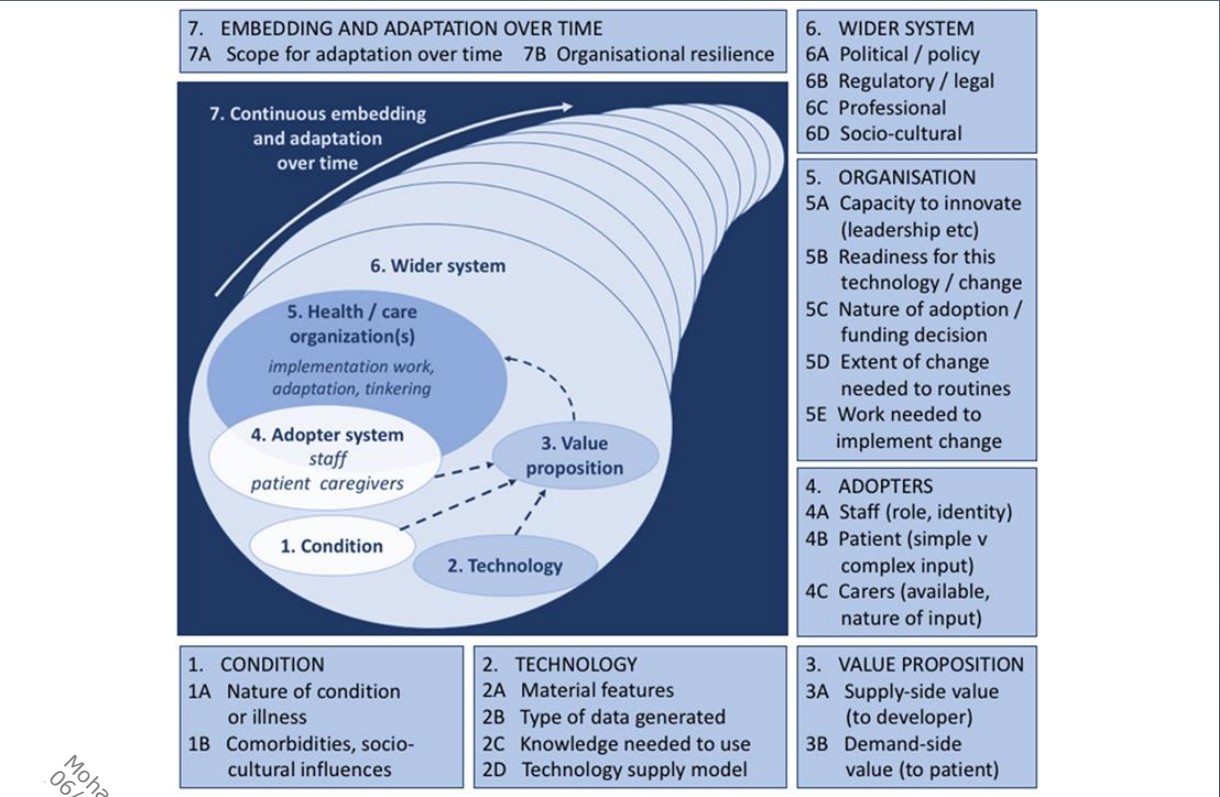 7. EMBEDDING AND ADAPTATION OVER TIME
7A Scope for adaptation over time 7B Organisational resilience
7. Continuous embedding
and adaptation
over time
6. Wider system
5. Health / care
organization(s)
implementation work,
adaptation, tinkering
4. Adopter system
staff
patient caregivers
3. Value
proposition
1. Condition
2. Technology
6. WIDER SYSTEM
6A Political / policy
6B Regulatory / legal
6C Professional
6D Socio-cultural
5. ORGANISATION
5A Capacity to innovate
(leadership etc)
5B Readiness for this
technology / change
5C Nature of adoption /
funding decision
5D Extent of change
needed to routines
5E Work needed to
implement change
4. ADOPTERS
4A Staff (role, identity)
4B Patient (simple v
complex input)
4C Carers (available,
nature of input)
1. CONDITION
1A Nature of condition
or illness
1B Comorbidities, socio-
cultural influences
2. TECHNOLOGY
2A Material features
2B Type of data generated
2C Knowledge needed to use
2D Technology supply model
3. VALUE PROPOSITION
3A Supply-side value
(to developer)
3B Demand-side
value (to patient)